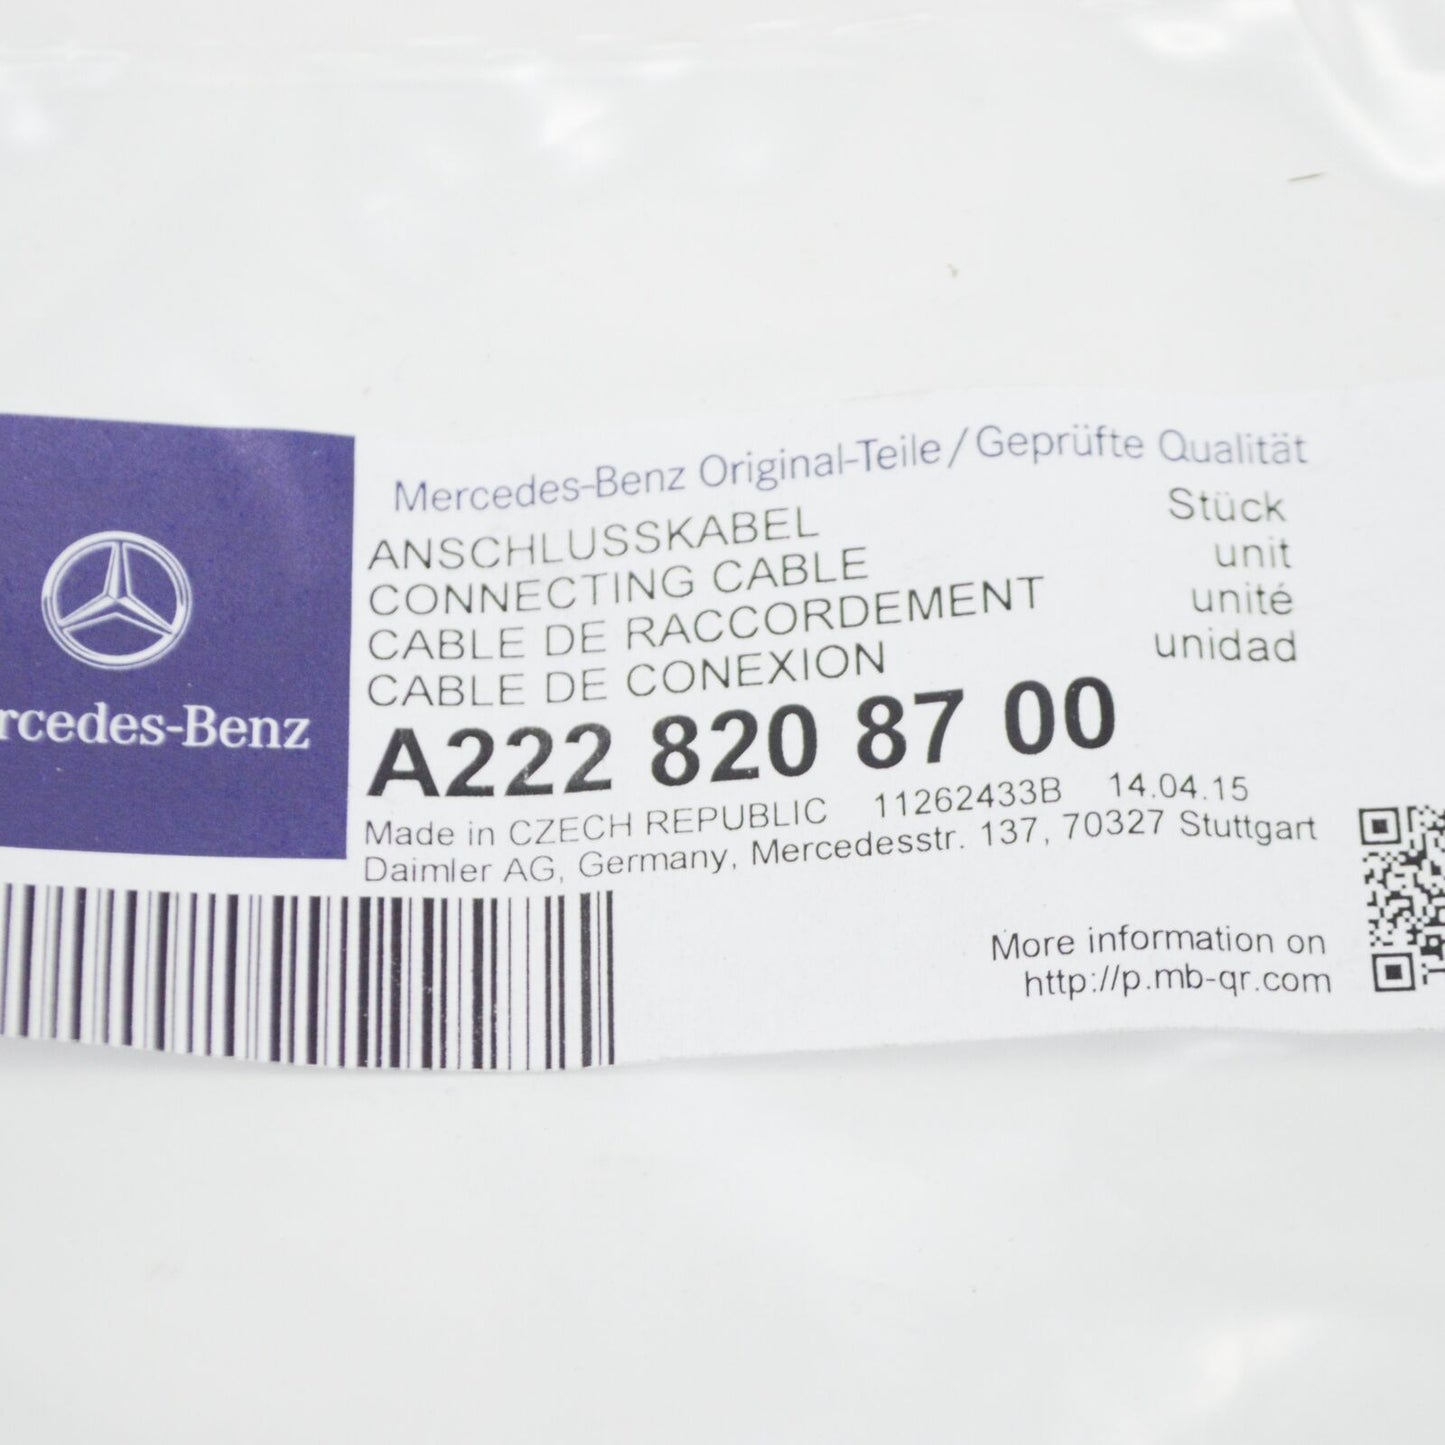 Mercedes-Benz Original-Teile / Geprüfte Qualität
ANSCHLUSSKABEL Stück
CONNECTING CABLE unit
CABLE DE RACCORDEMENT unité
CABLE DE CONEXION unidad
A222 820 87 00
Made in CZECH REPUBLIC 11262433B 14.04.15
Daimler AG, Germany, Mercedesstr. 137, 70327 Stuttgart
More information on
http://p.mb-qr.com
rcedes-Benz